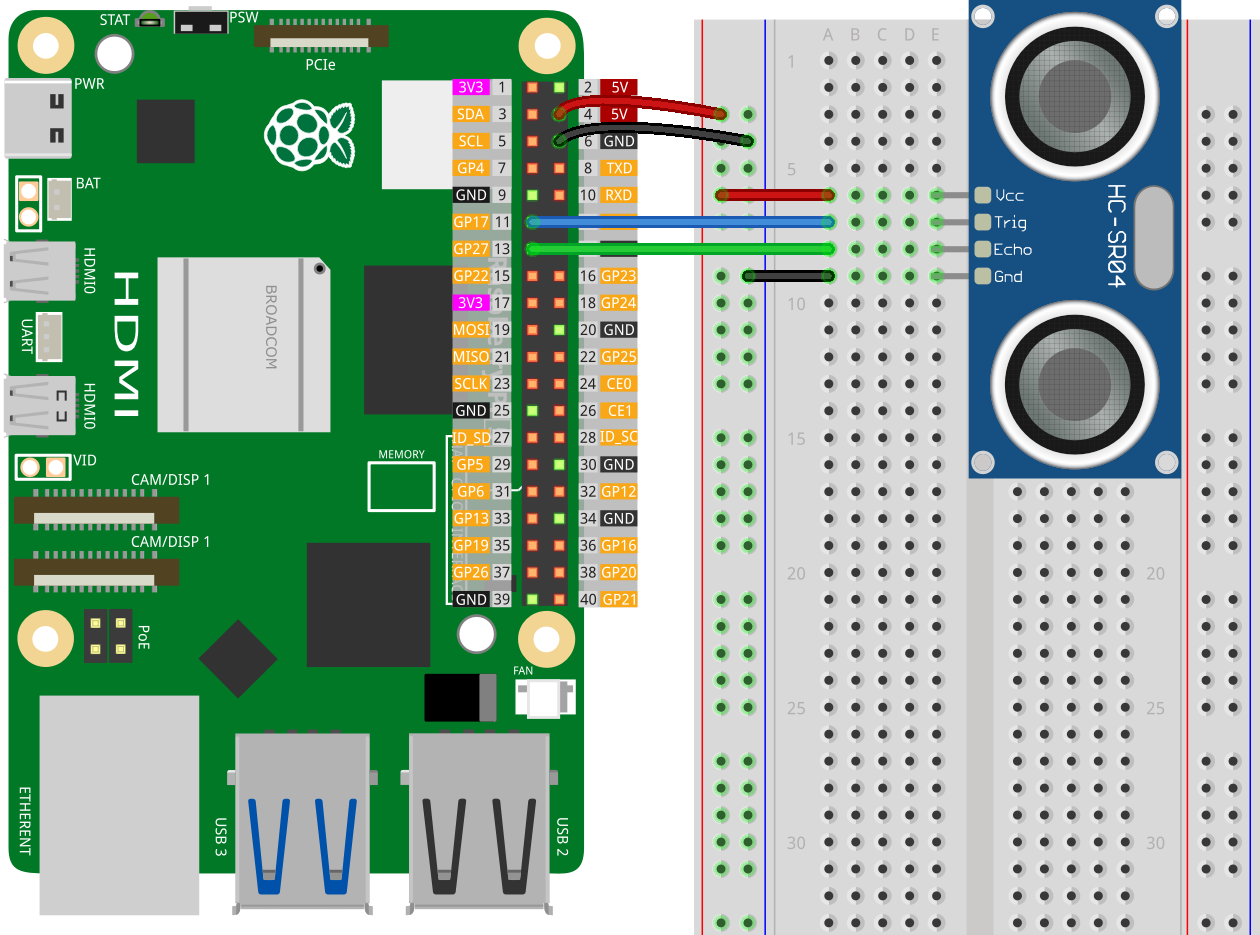 STAT
PSW
PCIe
PWR
BAT
HDMI0
HDMI
UART
HDMI0
BROADCOM
VID
CAM/DISP 1
CAM/DISP 1
MEMORY
PoE
FAN
ETHERENT
USB 3
USB 2
3V3 1 2 5V
SDA 3 4 5V
SCL 5 6 GND
GP4 7 8 TXD
GND 9 10 RXD
GP17 11
GP27 13
GP22 15 16 GP23
3V3 17 18 GP24
MOSI 19 20 GND
MISO 21 22 GP25
SCLK 23 24 CE0
GND 25 26 CE1
ID_SD 27 28 ID_SC
GP5 29 30 GND
GP6 31 32 GP12
GP13 33 34 GND
GP19 35 36 GP16
GP26 37 38 GP20
GND 39 40 GP21
A B C D E
1
5
10
15
20 20
25 25
30 30
Vcc
Trig
Echo
Gnd
HC-SR04